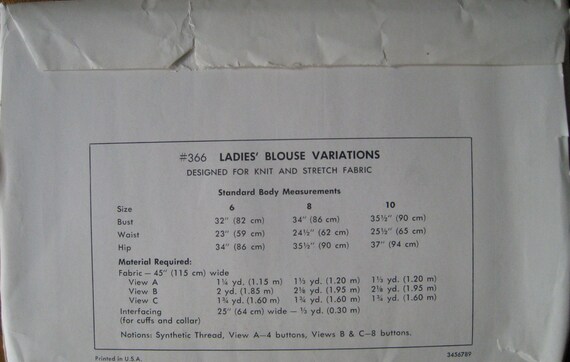 #366 LADIES' BLOUSE VARIATIONS
DESIGNED FOR KNIT AND STRETCH FABRIC
Standard Body Measurements
Size 6 8 10
Bust 32" (82 cm) 34" (86 cm) 35½" (90 cm)
Waist 23" (59 cm) 24½" (62 cm) 25½" (65 cm)
Hip 34" (86 cm) 35½" (90 cm) 37" (94 cm)
Material Required:
Fabric — 45" (115 cm) wide
View A 1¼ yd. (1.15 m) 1⅓ yd. (1.20 m) 1⅓ yd. (1.20 m)
View B 2 yd. (1.85 m) 2⅛ yd. (1.95 m) 2⅛ yd. (1.95 m)
View C 1¾ yd. (1.60 m) 1¾ yd. (1.60 m) 1¾ yd. (1.60 m)
Interfacing 25" (64 cm) wide – ⅓ yd. (0.30 m)
(for cuffs and collar)
Notions: Synthetic Thread, View A—4 buttons, Views B & C—8 buttons.
Printed in U.S.A.